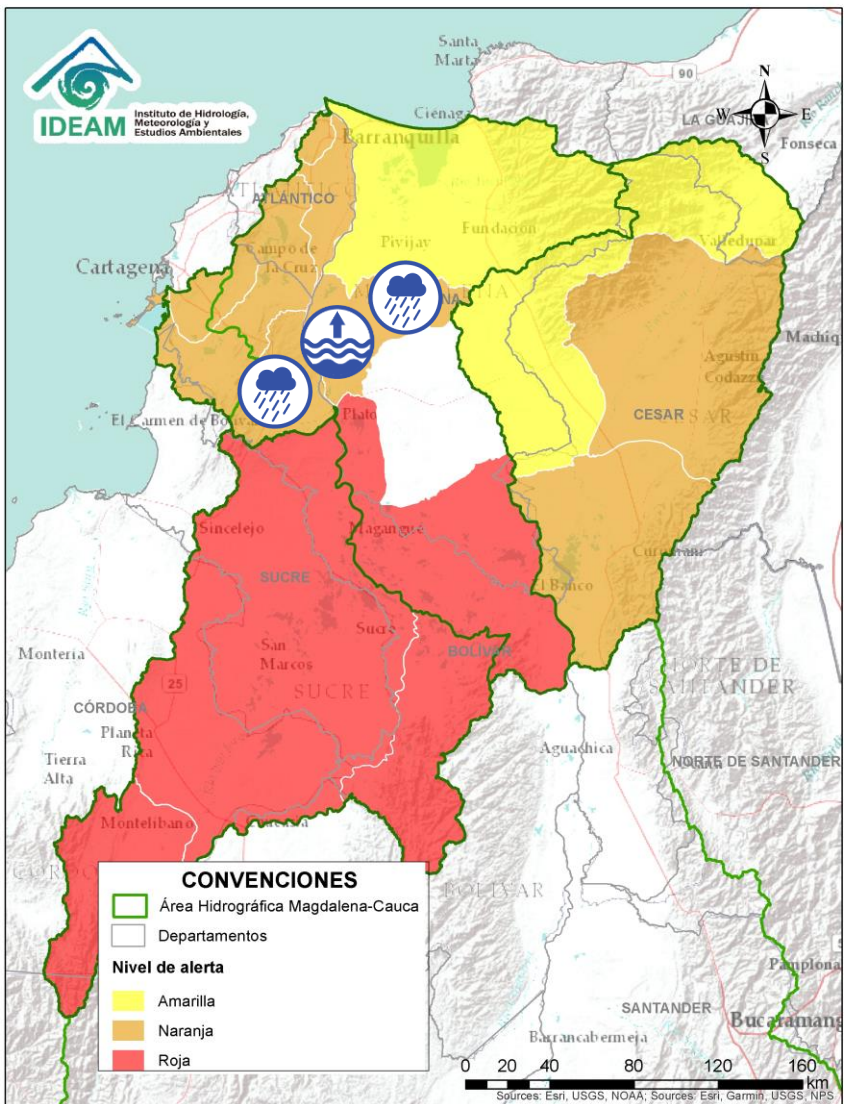 Santa
Marta
90
N
W
E
S
IDEAM
Instituto de Hidrología,
Meteorología y
Estudios Ambientales
Ciénaga
LA GUAJI
Fonseca
Barranquilla
ATLÁNTICO
Fundación
Pivijay
Valledupar
Campo de
la Cruz
Cartagena
NA
Machiq
Agustín
Codazzi
El Carmen de Bolívar
Plato
CESAR
Sincelejo
Magangué
SUCRE
El Banco
Sucre
San
Marcos
BOLÍVAR
Montería
NORTE DE
SANTANDER
SUCRE
25
CÓRDOBA
Planeta
Rica
Aguachica
NORTE DE SANTANDER
Tierra
Alta
Montelíbano
CONVENCIONES
Área Hidrográfica Magdalena-Cauca
Departamentos
Nivel de alerta
Amarilla
Naranja
Roja
BOLÍVAR
Pamplona
SANTANDER
Bucaramang
Barrancabermeja
0 20 40 80 120 160
km
Sources: Esri, USGS, NOAA; Sources: Esri, Garmin, USGS, NPS